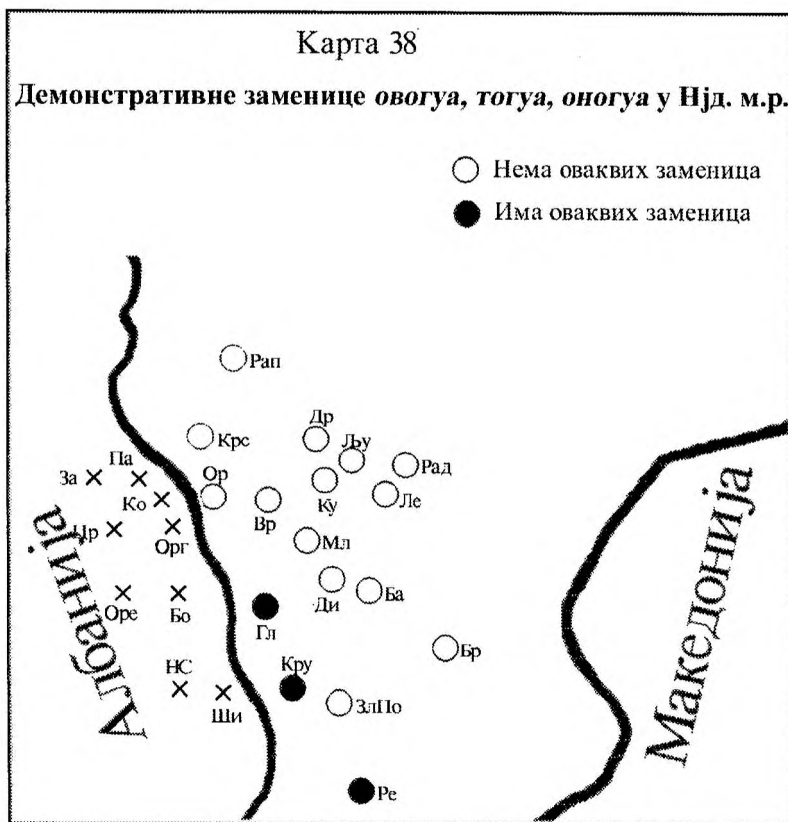 Карта 38
Демонстративне заменице овогуа, тогуа, оногуа у Нјд. м.р.
Нема оваквих заменица
Има оваквих заменица
Рап
Крс
Др
Љу
Рад
Па
За
Ко
Ор
Вр
Ку
Ле
Цр
Орг
Мл
Оре
Бо
Гл
Ди
Ба
Бр
НС
Ши
Кру
ЗлПо
Ре
Албанија
Македонија